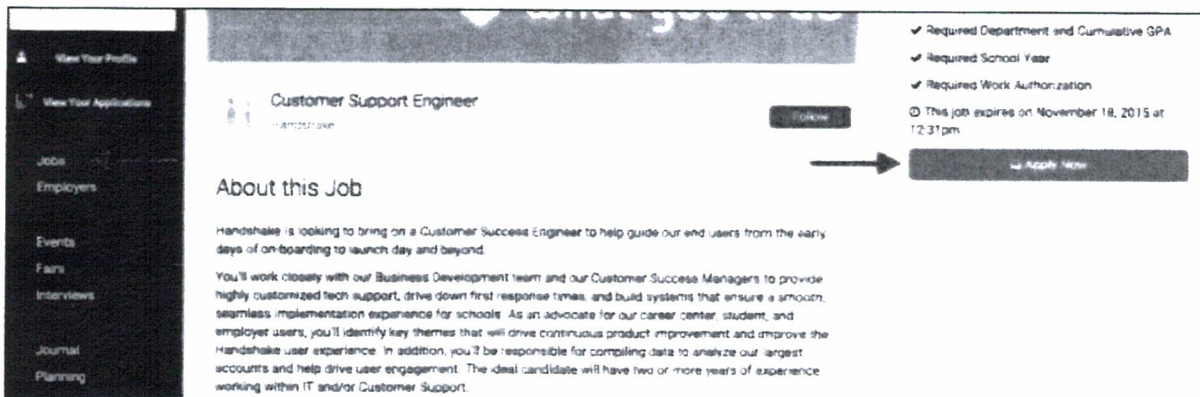 View Your Profile
View Your Applications
Jobs
Employers
Events
Fairs
Interviews
Journal
Planning
what you
Customer Support Engineer
Handshake
Follow
About this Job
Handshake is looking to bring on a Customer Success Engineer to help guide our end users from the early
days of on-boarding to launch day and beyond.
You'll work closely with our Business Development team and our Customer Success Managers to provide
highly customized tech support, drive down first response times, and build systems that ensure a smooth,
seamless implementation experience for schools. As an advocate for our career center, student, and
employer users, you'll identify key themes that will drive continuous product improvement and improve the
Handshake user experience. In addition, you'll be responsible for compiling data to analyze our largest
accounts and help drive user engagement. The ideal candidate will have two or more years of experience
working within IT and/or Customer Support.
Required Department and Cumulative GPA
Required School Year
Required Work Authorization
This job expires on November 18, 2015 at
12:31pm
Apply Now